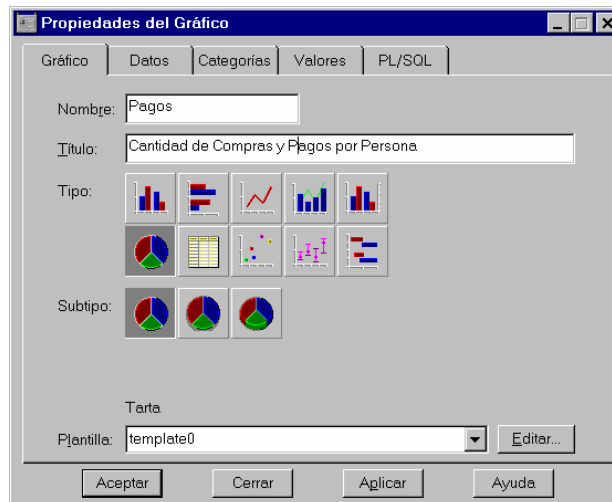 Propiedades del Gráfico
Gráfico Datos Categorías Valores PL/SQL
Nombre: Pagos
Título: Cantidad de Compras y Pagos por Persona
Tipo:
Subtipo:
Tarta
Plantilla: template0 Editar...
Aceptar Cerrar Aplicar Ayuda